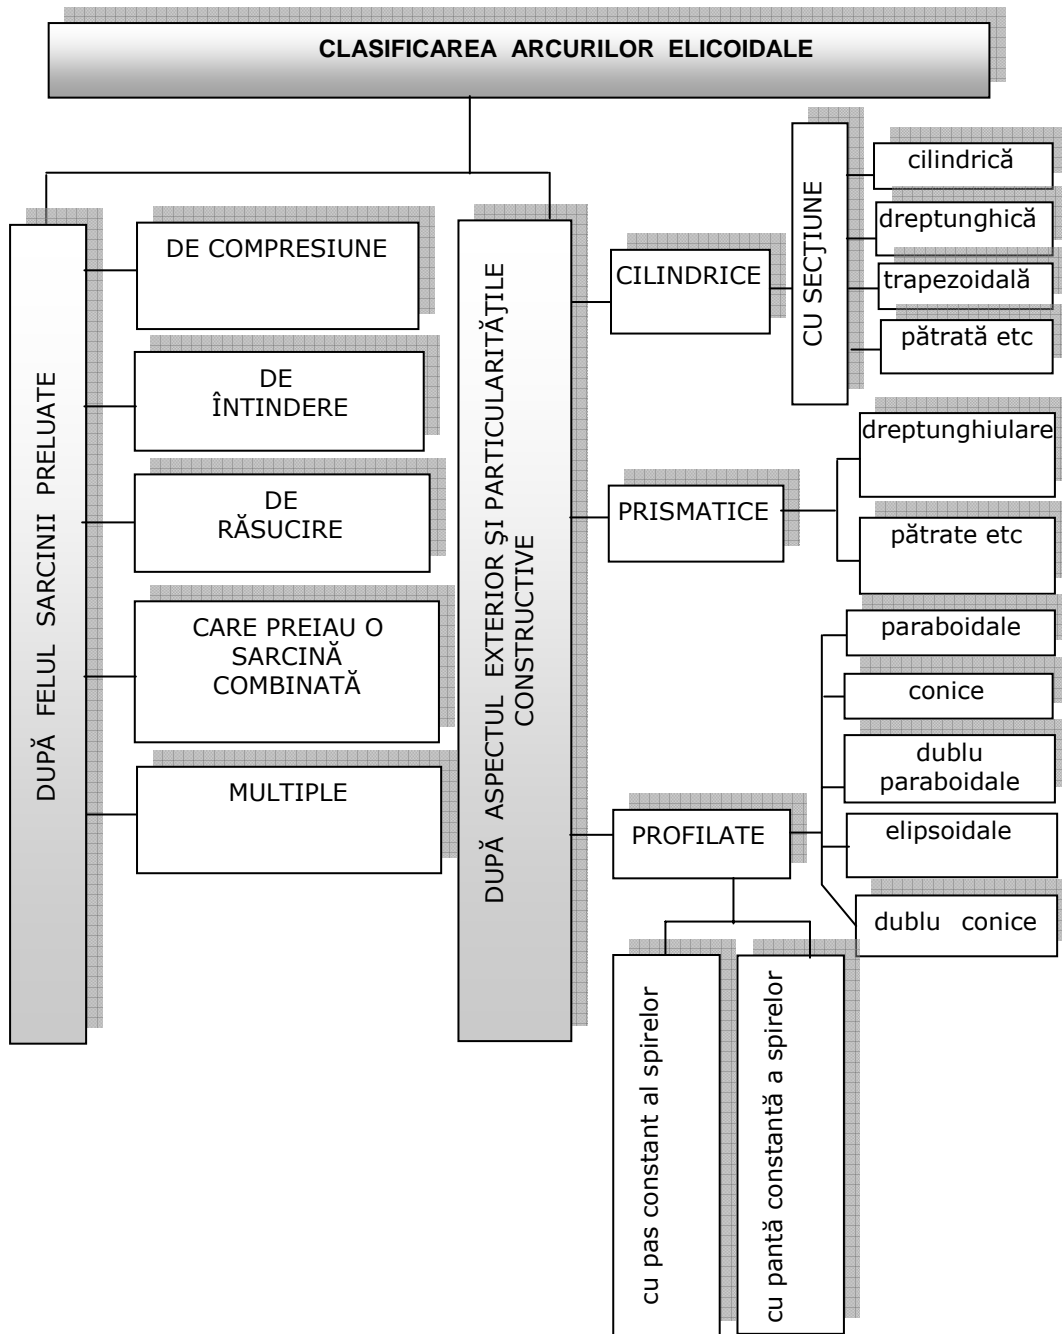 CLASIFICAREA ARCURILOR ELICOIDALE
DUPĂ FELUL SARCINII PRELUATE
DE COMPRESIUNE
DE
ÎNTINDERE
DE
RĂSUCIRE
CARE PREIAU O
SARCINĂ
COMBINATĂ
MULTIPLE
DUPĂ ASPECTUL EXTERIOR ŞI PARTICULARITĂŢILE
CONSTRUCTIVE
CILINDRICE
CU SECŢIUNE
cilindrică
dreptunghică
trapezoidală
pătrată etc
PRISMATICE
dreptunghiulare
pătrate etc
PROFILATE
paraboidale
conice
dublu
paraboidale
elipsoidale
dublu conice
cu pas constant al spirelor
cu pantă constantă a spirelor